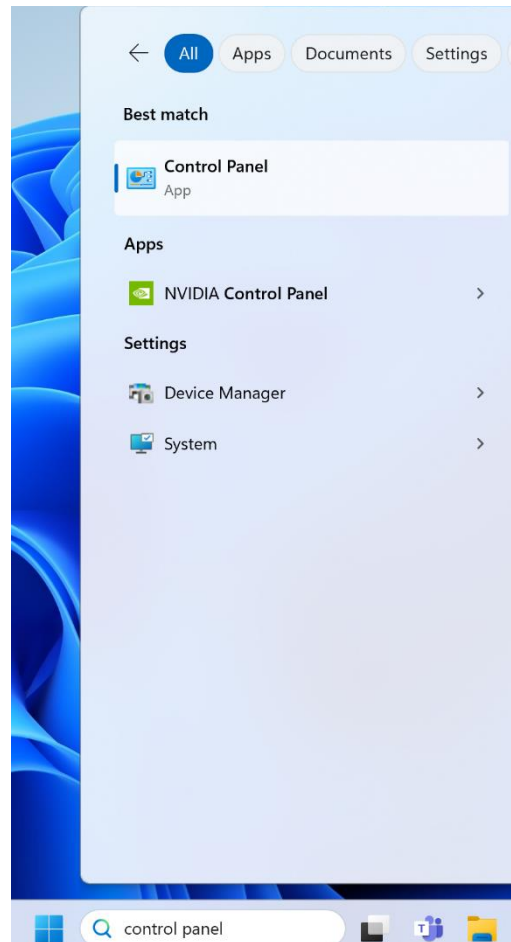 All Apps Documents Settings
Best match
Control Panel
App
Apps
NVIDIA Control Panel
Settings
Device Manager
System
control panel